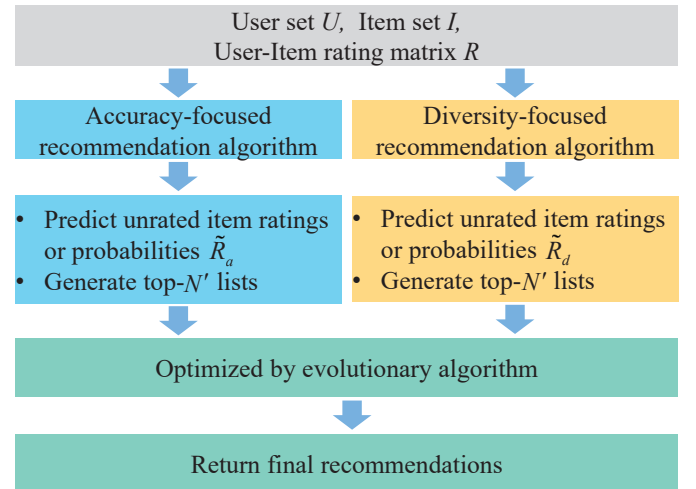 User set U, Item set I,
User-Item rating matrix R
Accuracy-focused
recommendation algorithm
Diversity-focused
recommendation algorithm
• Predict unrated item ratings
or probabilities R̃ₐ
• Generate top-N′ lists
• Predict unrated item ratings
or probabilities R̃_d
• Generate top-N′ lists
Optimized by evolutionary algorithm
Return final recommendations